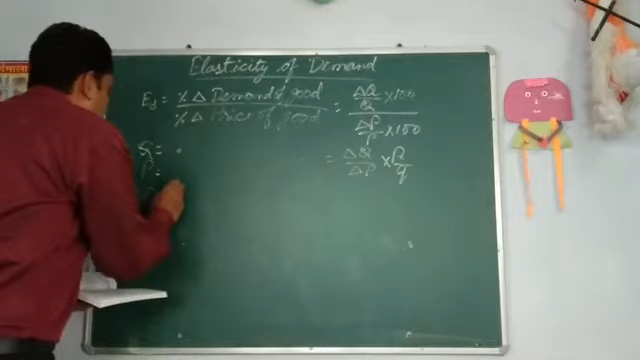 Elasticity of Demand
Ed = % Δ Demand of good / % Δ Price of good = ΔQ/Q ×100 / ΔP/P ×100
= ΔQ/ΔP × P/q
Q =
P =